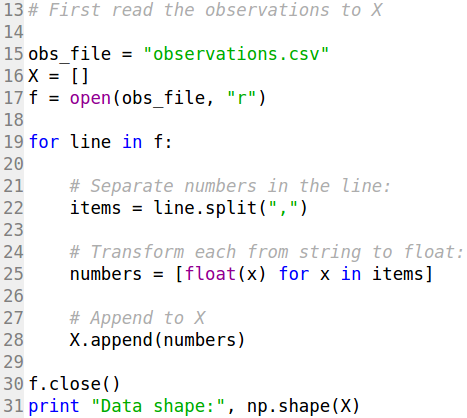 13 # First read the observations to X
14
15 obs_file = "observations.csv"
16 X = []
17 f = open(obs_file, "r")
18
19 for line in f:
20
21     # Separate numbers in the line:
22     items = line.split(",")
23
24     # Transform each from string to float:
25     numbers = [float(x) for x in items]
26
27     # Append to X
28     X.append(numbers)
29
30 f.close()
31 print "Data shape:", np.shape(X)